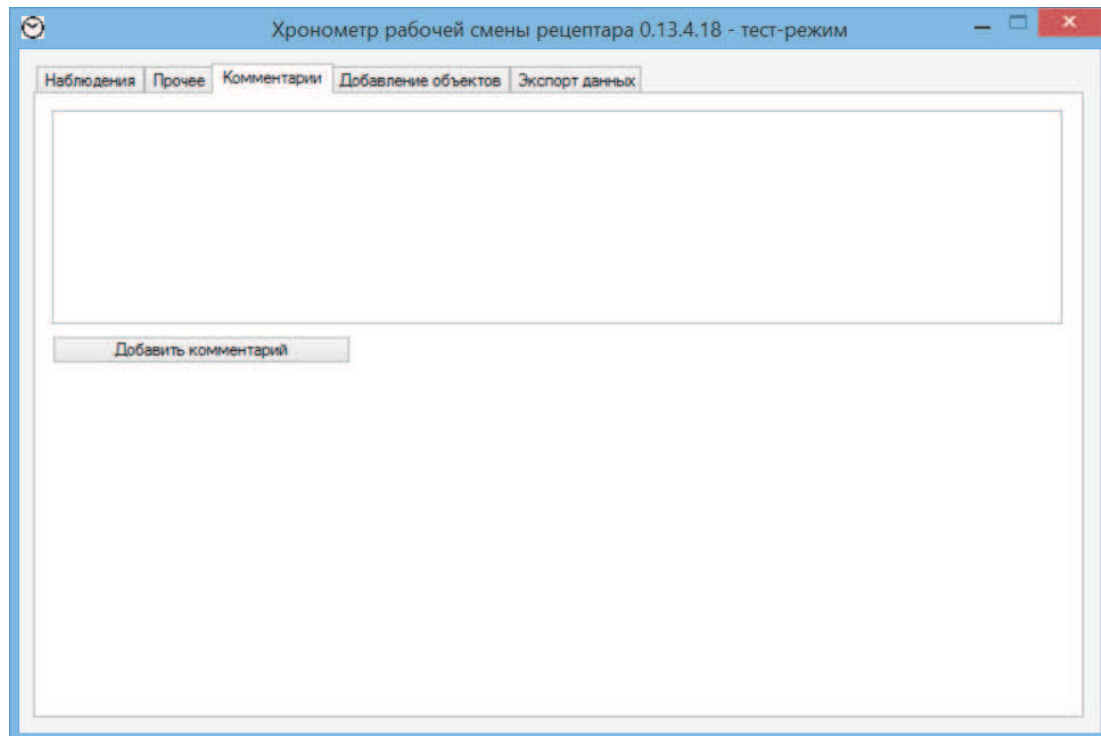 Хронометр рабочей смены рецептара 0.13.4.18 - тест-режим
Наблюдения Прочее Комментарии Добавление объектов Экспорт данных
Добавить комментарий